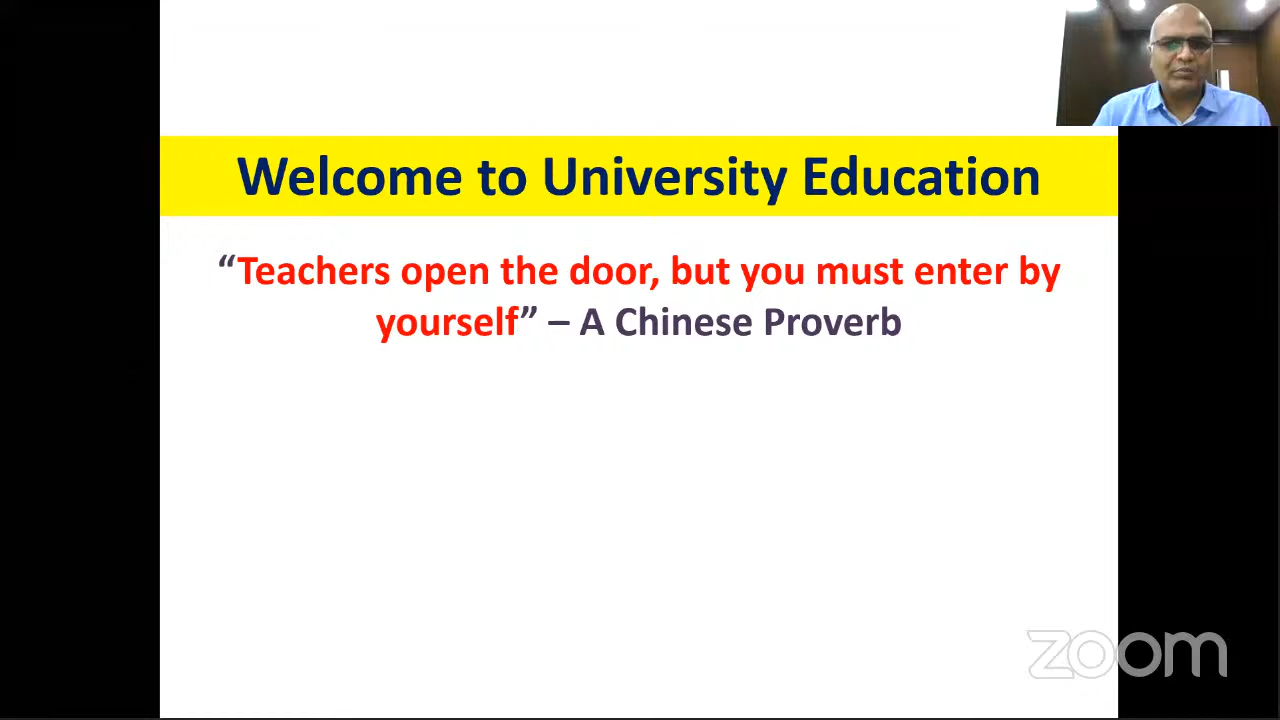 Welcome to University Education
“Teachers open the door, but you must enter by
yourself” – A Chinese Proverb
zoom